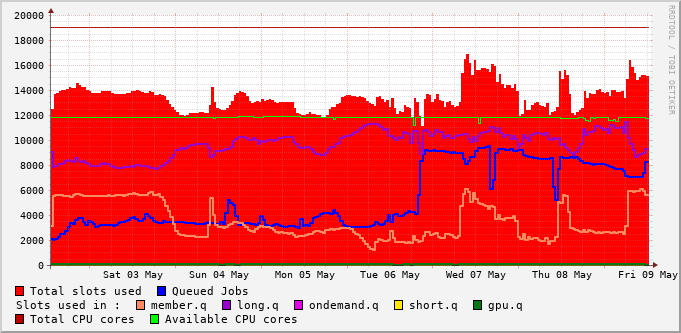 20000
18000
16000
14000
12000
10000
8000
6000
4000
2000
0
Sat 03 May Sun 04 May Mon 05 May Tue 06 May Wed 07 May Thu 08 May Fri 09 May
RRDTOOL / TOBI OETIKER
Total slots used Queued Jobs
Slots used in : member.q long.q ondemand.q short.q gpu.q
Total CPU cores Available CPU cores